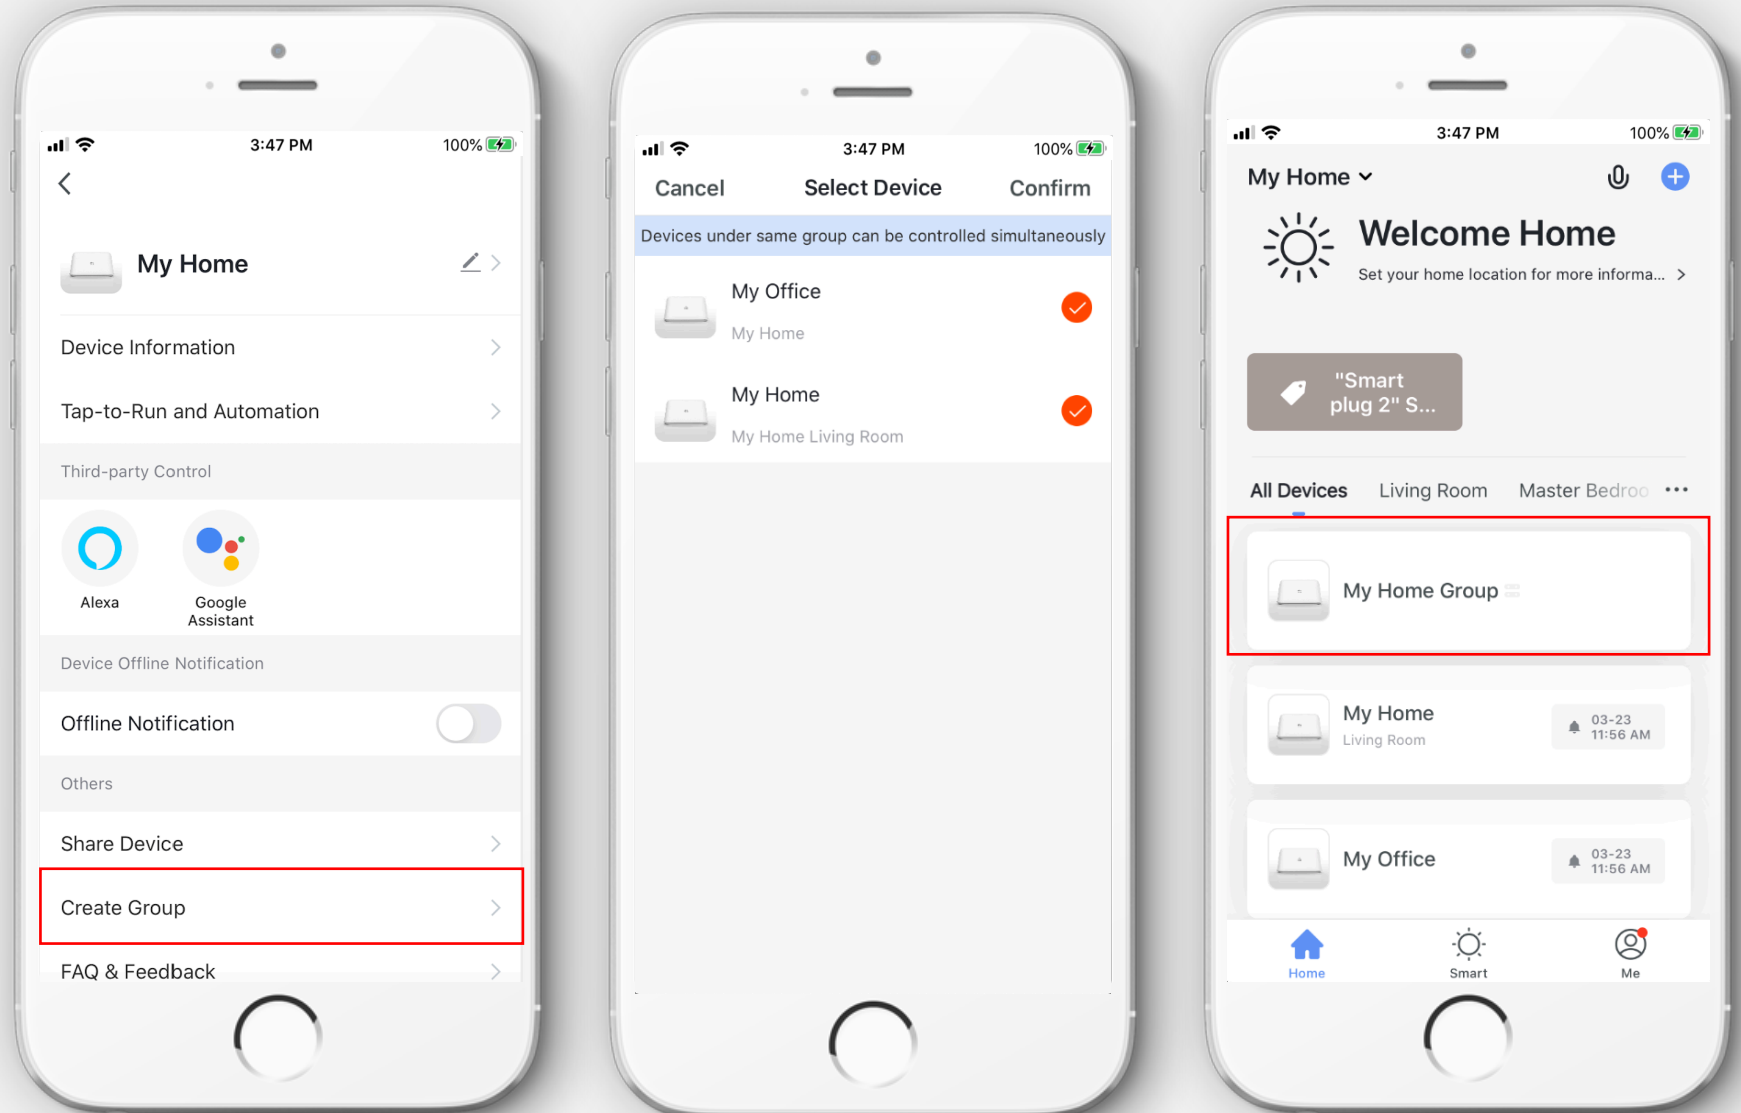 3:47 PM
100%
My Home
Device Information
Tap-to-Run and Automation
Third-party Control
Alexa
Google
Assistant
Device Offline Notification
Offline Notification
Others
Share Device
Create Group
FAQ & Feedback
3:47 PM
100%
Cancel
Select Device
Confirm
Devices under same group can be controlled simultaneously
My Office
My Home
My Home
My Home Living Room
3:47 PM
100%
My Home
Welcome Home
Set your home location for more informa...
"Smart
plug 2" S...
All Devices
Living Room
Master Bedroo
My Home Group
My Home
Living Room
03-23
11:56 AM
My Office
03-23
11:56 AM
Home
Smart
Me